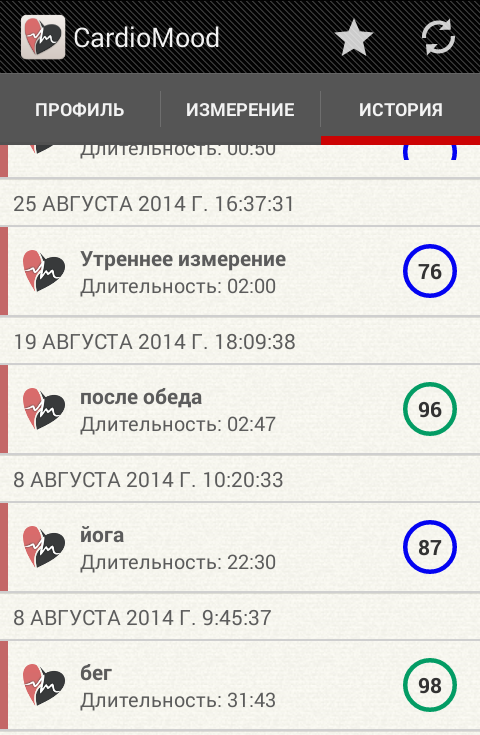 CardioMood
ПРОФИЛЬ
ИЗМЕРЕНИЕ
ИСТОРИЯ
Длительность: 00:50
25 АВГУСТА 2014 Г. 16:37:31
Утреннее измерение
76
Длительность: 02:00
19 АВГУСТА 2014 Г. 18:09:38
после обеда
96
Длительность: 02:47
8 АВГУСТА 2014 Г. 10:20:33
йога
87
Длительность: 22:30
8 АВГУСТА 2014 Г. 9:45:37
бег
98
Длительность: 31:43